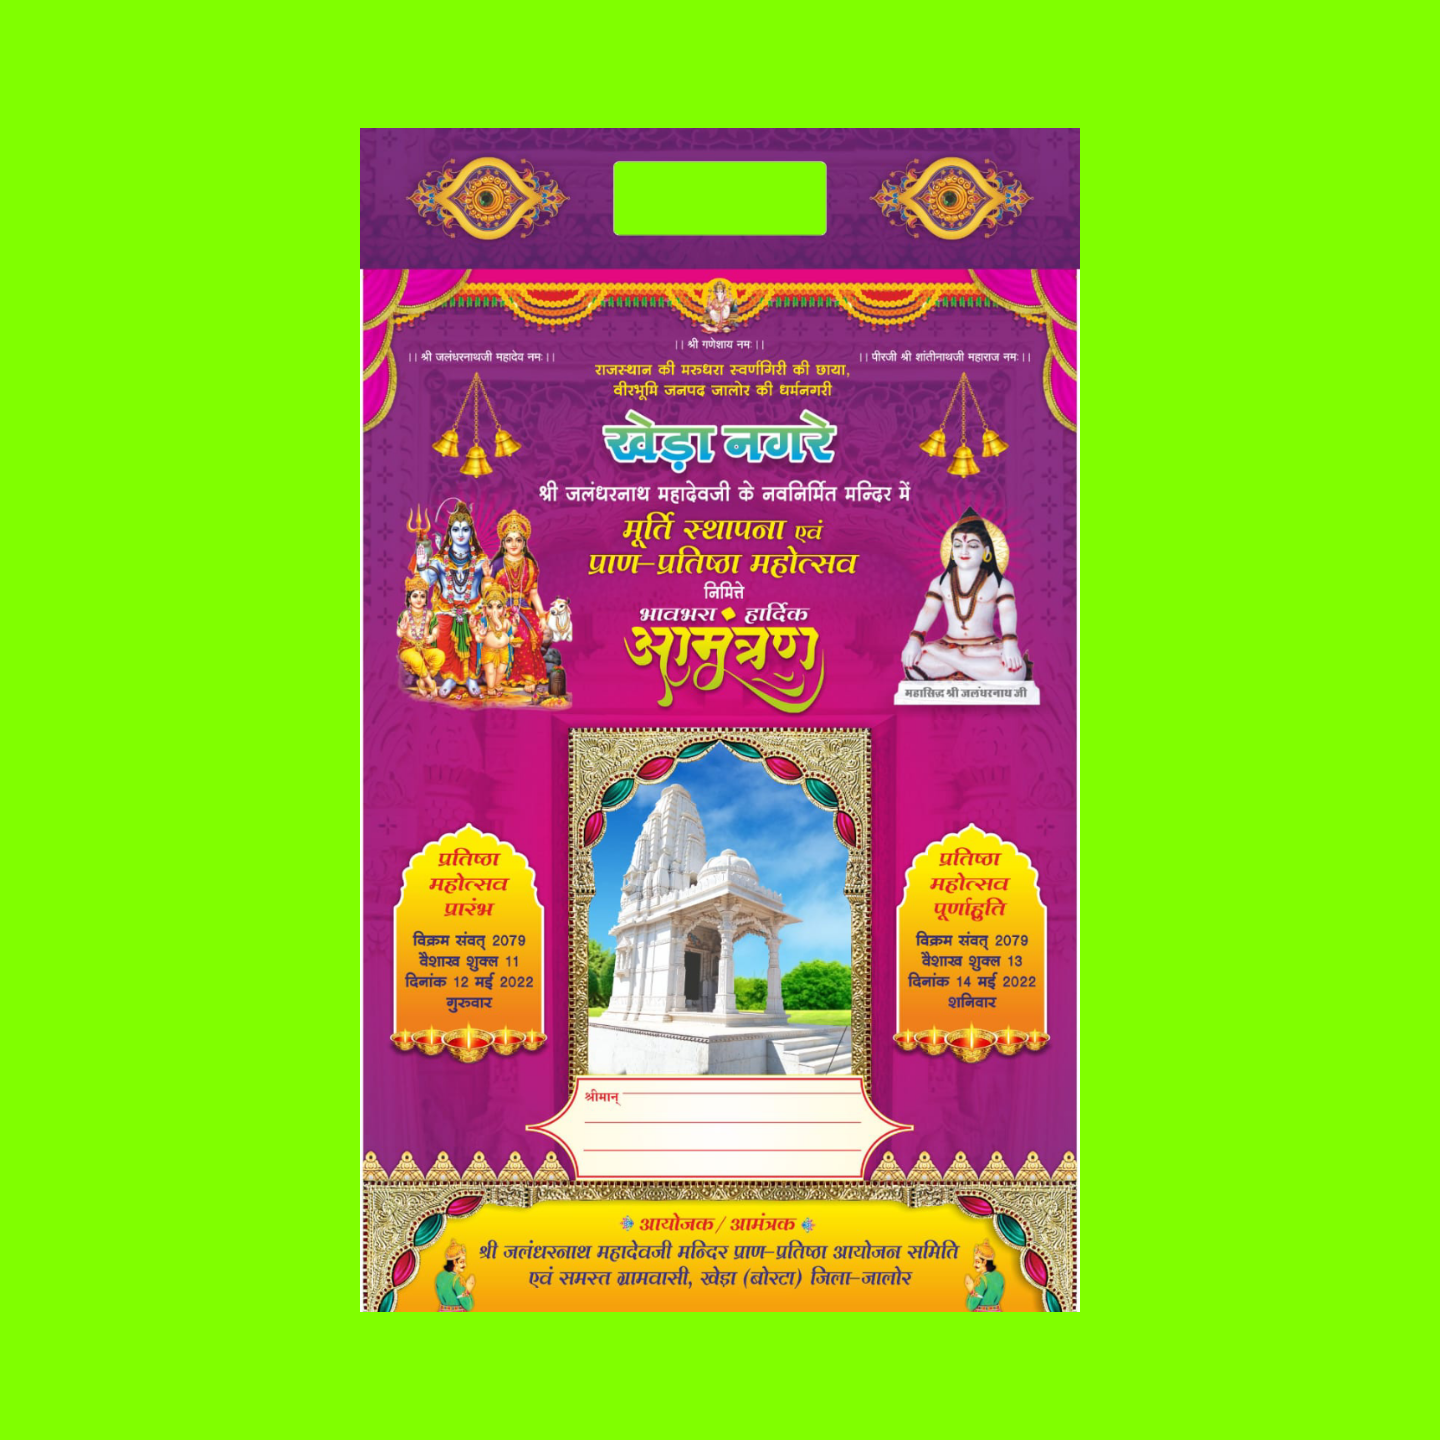 ।। श्री गणेशाय नमः।।
।। श्री जलंधरनाथजी महादेव नमः।।
।। पीरजी श्री शांतीनाथजी महाराज नमः।।
राजस्थान की मरुधरा स्वर्णगिरी की छाया,
वीरभूमि जनपद जालोर की धर्मनगरी
खेड़ा नगरे
श्री जलंधरनाथ महादेवजी के नवनिर्मित मन्दिर में
मूर्ति स्थापना एवं
प्राण-प्रतिष्ठा महोत्सव
निमित्ते
भावभरा हार्दिक
आमंत्रण
महासिद्ध श्री जलंधरनाथ जी
प्रतिष्ठा
महोत्सव
प्रारंभ
विक्रम संवत् 2079
वैशाख शुक्ल 11
दिनांक 12 मई 2022
गुरुवार
प्रतिष्ठा
महोत्सव
पूर्णाहुति
विक्रम संवत् 2079
वैशाख शुक्ल 13
दिनांक 14 मई 2022
शनिवार
श्रीमान्
आयोजक / आमंत्रक
श्री जलंधरनाथ महादेवजी मन्दिर प्राण-प्रतिष्ठा आयोजन समिति
एवं समस्त ग्रामवासी, खेड़ा (बोरटा) जिला-जालोर